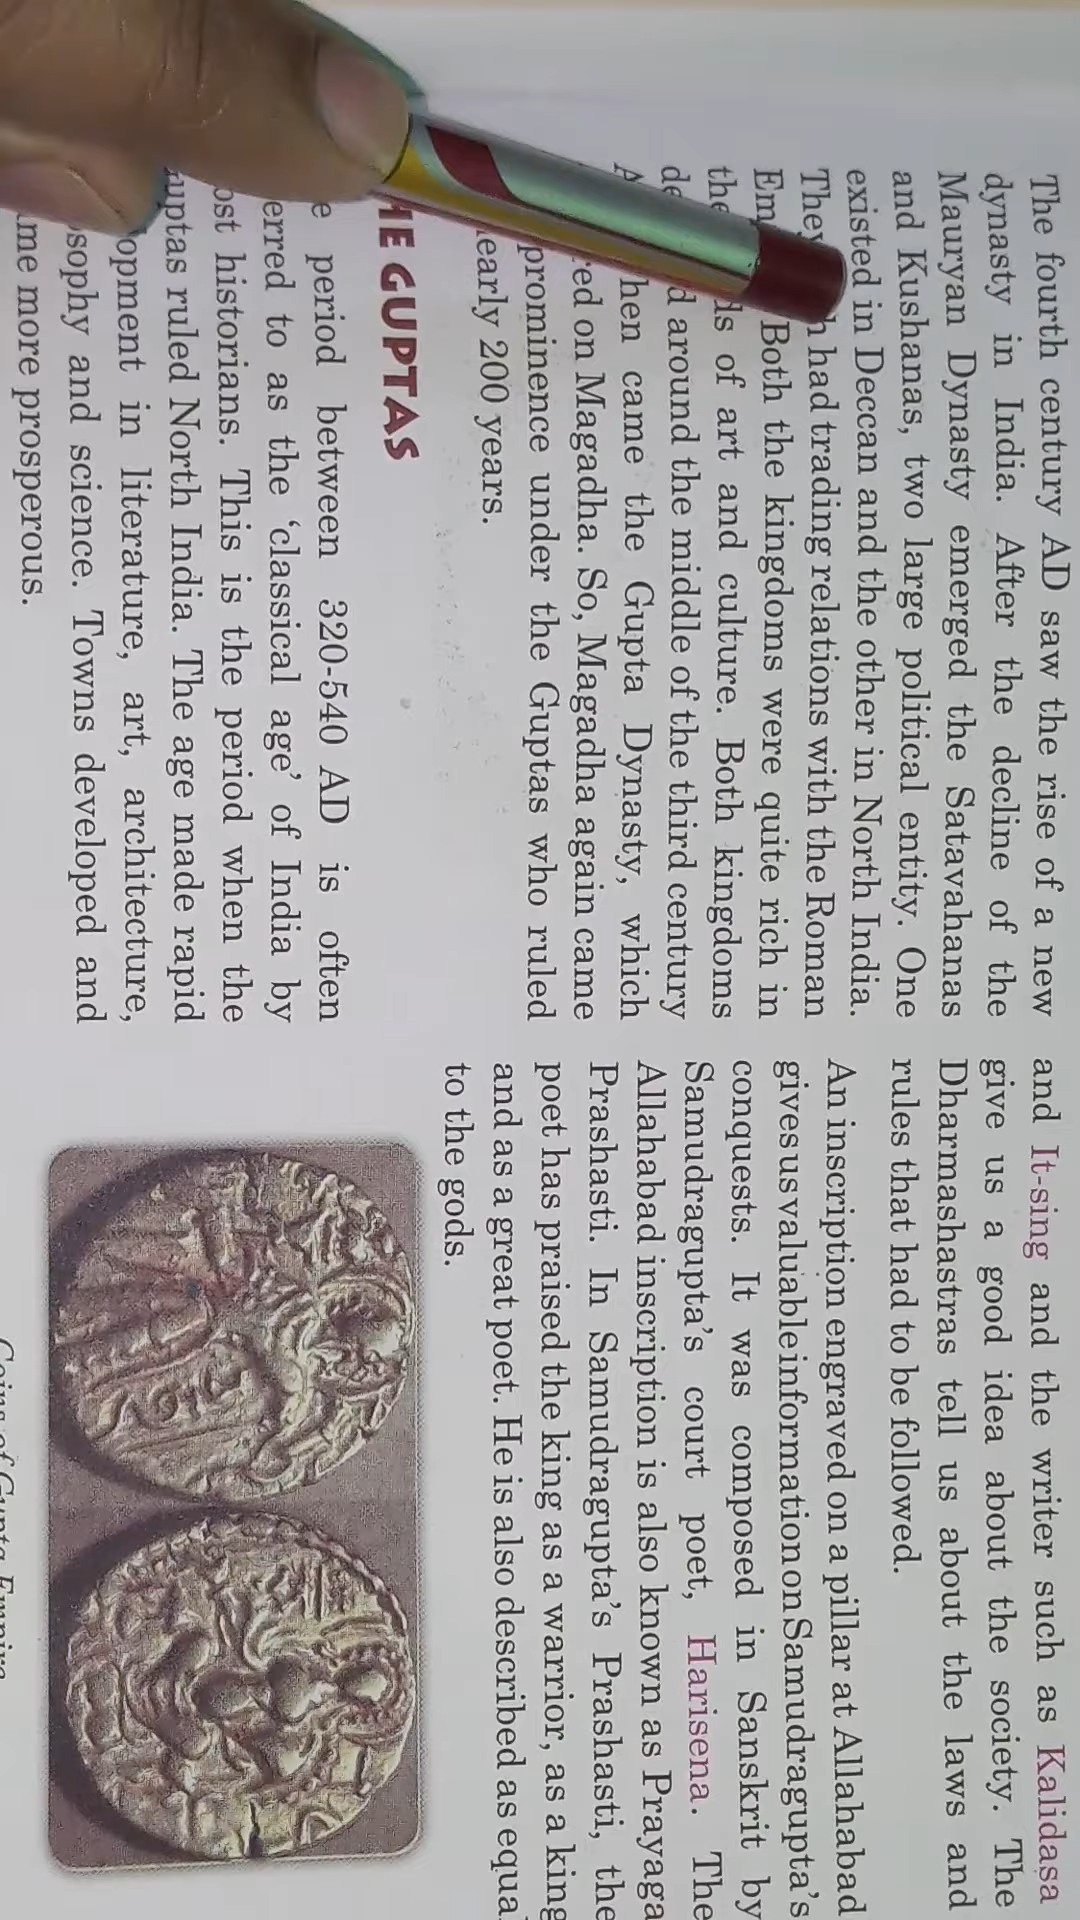 The fourth century AD saw the rise of a new
dynasty in India. After the decline of the
Mauryan Dynasty emerged the Satavahanas
and Kushanas, two large political entity. One
existed in Deccan and the other in North India.
had trading relations with the Roman
Both the kingdoms were quite rich in
of art and culture. Both kingdoms
around the middle of the third century
came the Gupta Dynasty, which
on Magadha. So, Magadha again came
prominence under the Guptas who ruled
200 years.
GUPTAS
period between 320-540 AD is often
to as the ‘classical age’ of India by
historians. This is the period when the
ruled North India. The age made rapid
in literature, art, architecture,
and science. Towns developed and
more prosperous.
and It-sing and the writer such as Kalidasa
give us a good idea about the society. The
Dharmashastras tell us about the laws and
rules that had to be followed.
An inscription engraved on a pillar at Allahabad
gives us valuable information on Samudragupta’s
conquests. It was composed in Sanskrit by
Samudragupta’s court poet, Harisena. The
Allahabad inscription is also known as Prayaga
Prashasti. In Samudragupta’s Prashasti, the
poet has praised the king as a warrior, as a king
and as a great poet. He is also described as equal
to the gods.
Coins of Gupta Empire